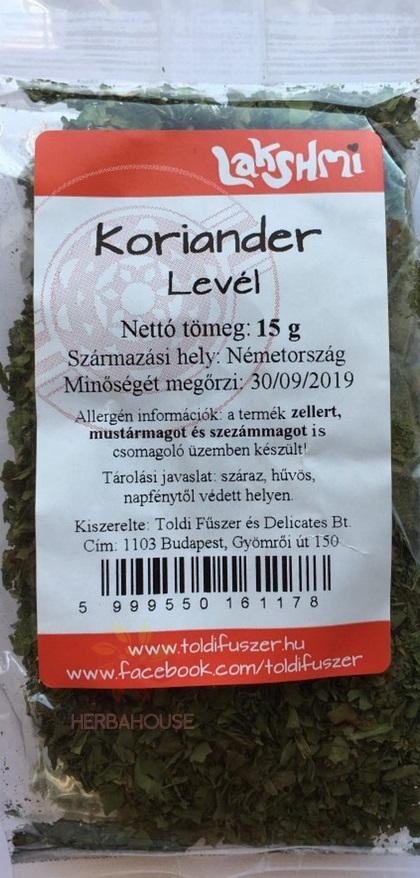 LAKSHMI
Koriander
Levél
Nettó tömeg: 15 g
Származási hely: Németország
Minőségét megőrzi: 30/09/2019
Allergén információk: a termék zellert,
mustármagot és szezámmagot is
csomagoló üzemben készült!
Tárolási javaslat: száraz, hűvös,
napfénytől védett helyen.
Kiszerelte: Toldi Fűszer és Delicates Bt.
Cím: 1103 Budapest, Gyömrői út 150
5 999550 161178
www.toldifuszer.hu
www.facebook.com/toldifuszer
HERBAHOUSE